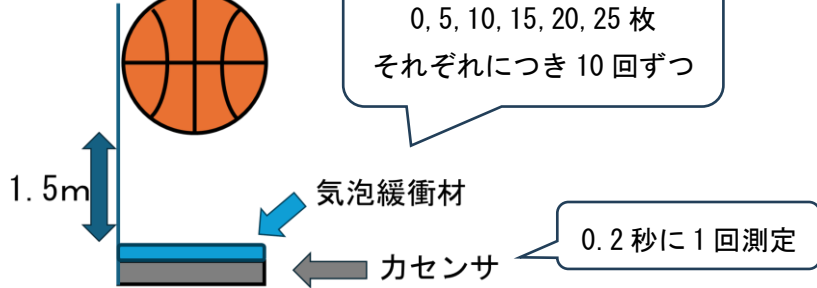 0,5,10,15,20,25 枚
それぞれにつき 10 回ずつ
1.5m
気泡緩衝材
0.2 秒に 1 回測定
力センサ